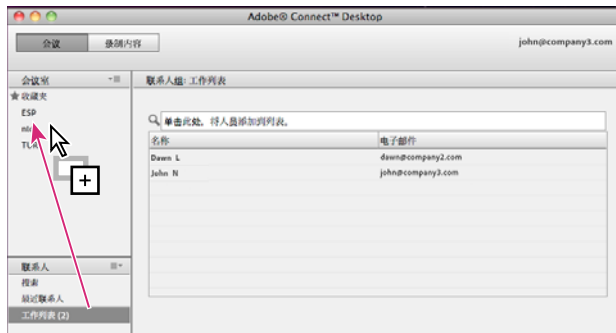 Adobe® Connect™ Desktop
会议 录制内容
john@company3.com
会议室
联系人组: 工作列表
收藏夹
ESP
单击此处，将人员添加到列表。
名称 电子邮件
Dawn L dawn@company2.com
John N john@company3.com
联系人
搜索
最近联系人
工作列表 (2)